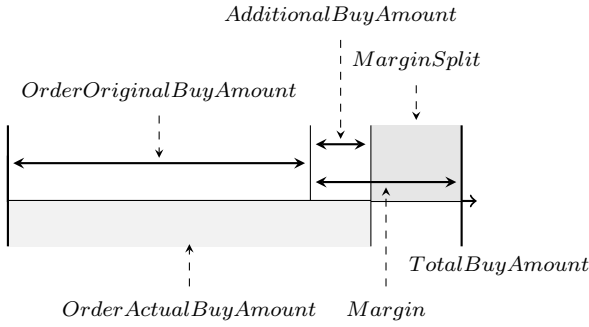 AdditionalBuyAmount
MarginSplit
OrderOriginalBuyAmount
TotalBuyAmount
OrderActualBuyAmount
Margin